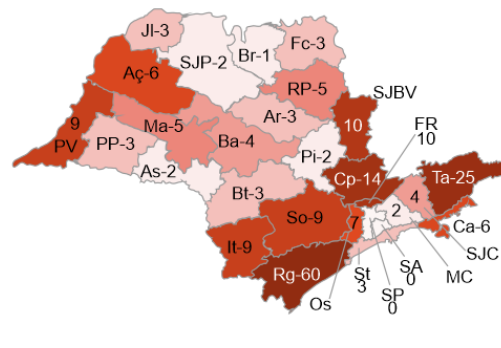 Jl-3
SJP-2
Br-1
Fc-3
Aç-6
RP-5
SJBV
9
PV
Ma-5
Ar-3
10
FR
10
PP-3
Ba-4
As-2
Pi-2
Cp-14
Ta-25
Bt-3
4
So-9
7
2
Ca-6
It-9
SJC
Rg-60
St
3
SA
0
MC
Os
SP
0